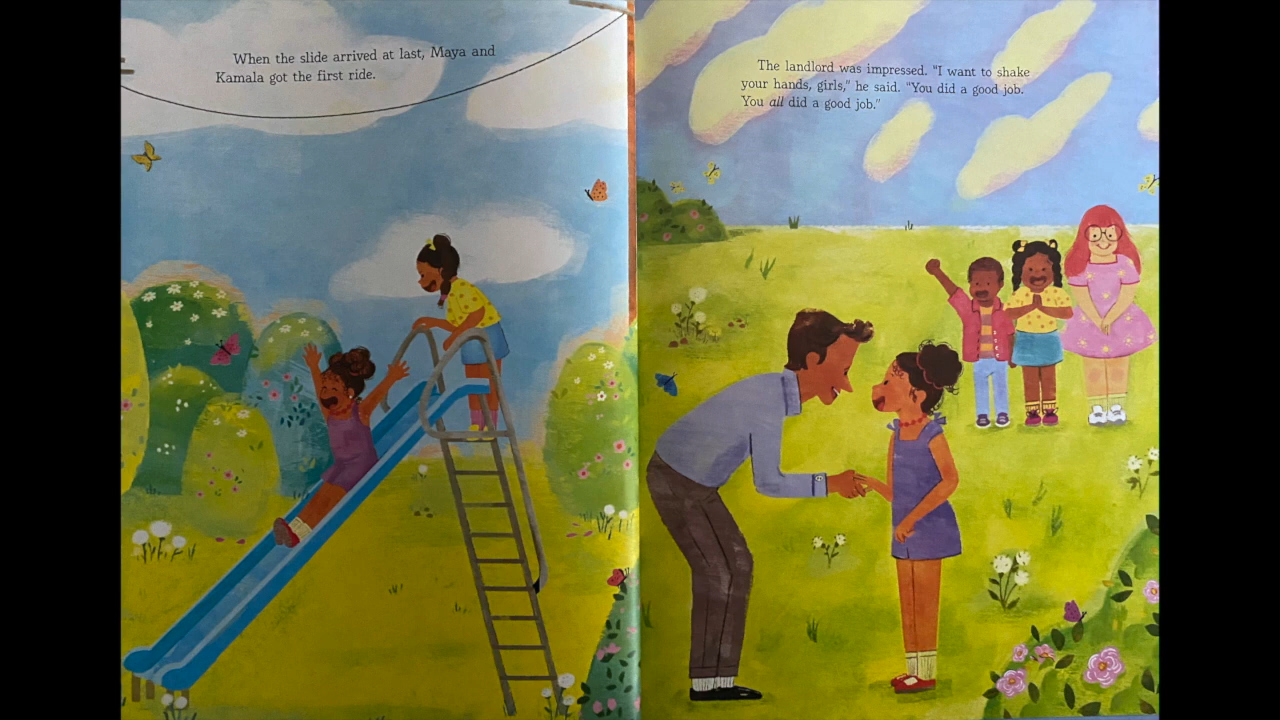 When the slide arrived at last, Maya and
Kamala got the first ride.
The landlord was impressed. "I want to shake
your hands, girls," he said. "You did a good job.
You all did a good job."